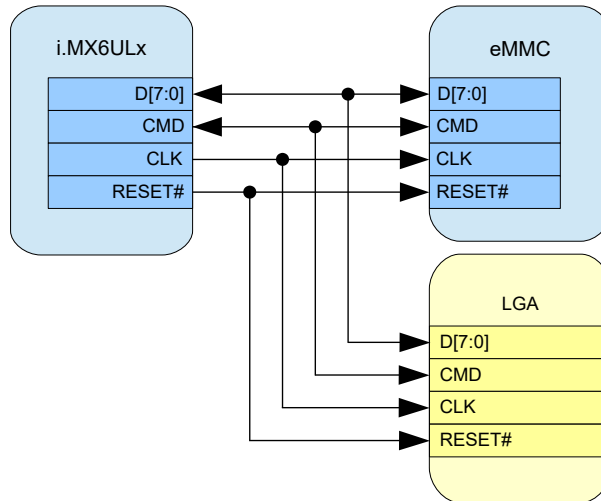 i.MX6ULx
D[7:0]
CMD
CLK
RESET#
eMMC
D[7:0]
CMD
CLK
RESET#
LGA
D[7:0]
CMD
CLK
RESET#